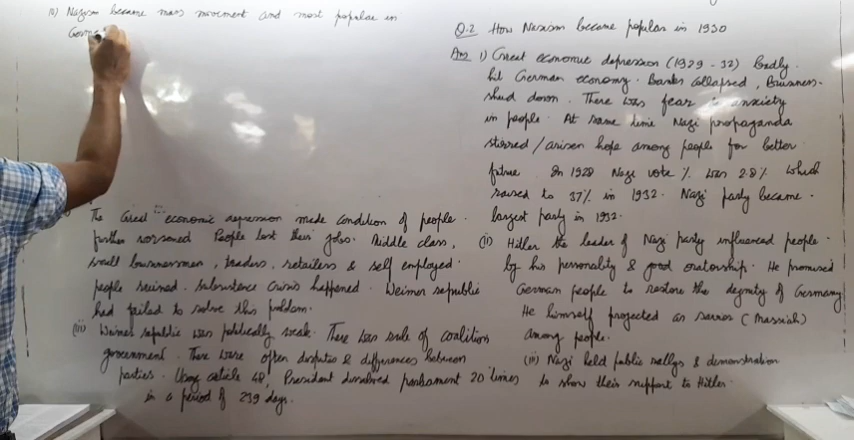 iv) Nazism became mass movement and most popular in
Germ
The Great economic depression made condition of people
further worsened People lost their jobs. Middle class,
small businessmen, traders, retailers & self employed
people ruined. Subsistence crisis happened. Weimer republic
had failed to solve this problem.
(iii) Weimer republic was politically weak. There was rule of coalition
government. There were often disputes & differences between
parties. Using article 48, President dissolved parliament 20 times
in a period of 239 days.
Q.2 How Nazism became popular in 1930
Ans i) Great economic depression (1929-32) badly
hit German economy. Banks collapsed, Business
shud down. There was fear & anxiety
in people. At same time Nazi propaganda
stirred / arisen hope among people for better
future. In 1928 Naze vote % was 2.8% which
raised to 37% in 1932. Nazi party became
largest party in 1932.
(ii) Hitler the leader of Nazi party influenced people
by his personality & good oratorship. He promised
German people to restore the degnity of Germany
He himself projected as (Massiah)
among people.
(iii) Nazi held public rallys & demonstration
to show their support to Hitler.